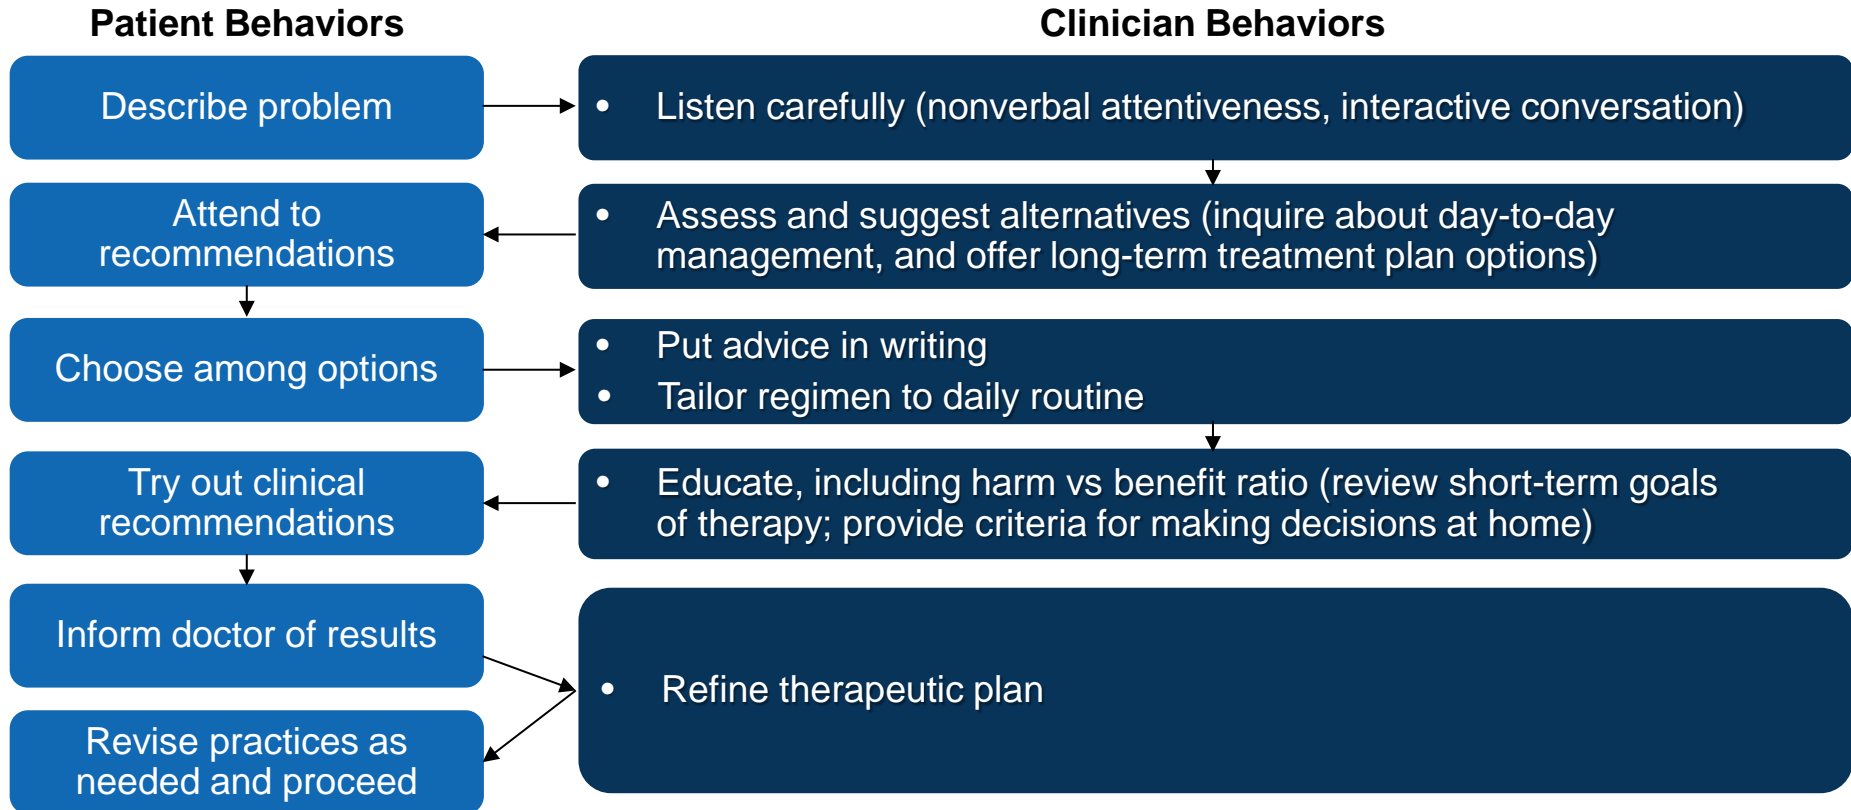 Patient Behaviors
Clinician Behaviors
Describe problem
• Listen carefully (nonverbal attentiveness, interactive conversation)
Attend to
recommendations
• Assess and suggest alternatives (inquire about day-to-day
management, and offer long-term treatment plan options)
Choose among options
• Put advice in writing
• Tailor regimen to daily routine
Try out clinical
recommendations
• Educate, including harm vs benefit ratio (review short-term goals
of therapy; provide criteria for making decisions at home)
Inform doctor of results
• Refine therapeutic plan
Revise practices as
needed and proceed